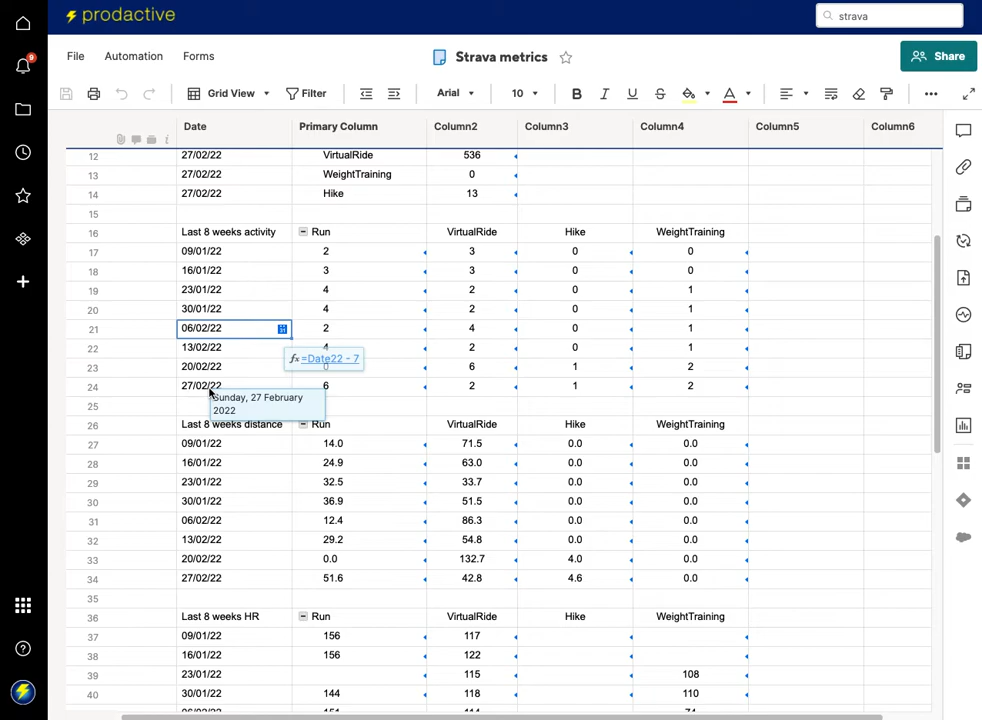 prodactive
strava
9
File Automation Forms
Strava metrics
Share
Grid View Filter Arial 10 B I U S A
Date Primary Column Column2 Column3 Column4 Column5 Column6
12 27/02/22 VirtualRide 536
13 27/02/22 WeightTraining 0
14 27/02/22 Hike 13
15
16 Last 8 weeks activity Run VirtualRide Hike WeightTraining
17 09/01/22 2 3 0 0
18 16/01/22 3 3 0 0
19 23/01/22 4 2 0 1
20 30/01/22 4 2 0 1
21 06/02/22 2 4 0 1
22 13/02/22 4 2 0 1
fx =Date22 - 7
23 20/02/22 0 6 1 2
24 27/02/22 6 2 1 2
Sunday, 27 February
2022
25
26 Last 8 weeks distance Run VirtualRide Hike WeightTraining
27 09/01/22 14.0 71.5 0.0 0.0
28 16/01/22 24.9 63.0 0.0 0.0
29 23/01/22 32.5 33.7 0.0 0.0
30 30/01/22 36.9 51.5 0.0 0.0
31 06/02/22 12.4 86.3 0.0 0.0
32 13/02/22 29.2 54.8 0.0 0.0
33 20/02/22 0.0 132.7 4.0 0.0
34 27/02/22 51.6 42.8 4.6 0.0
35
36 Last 8 weeks HR Run VirtualRide Hike WeightTraining
37 09/01/22 156 117
38 16/01/22 156 122
39 23/01/22 115 108
40 30/01/22 144 118 110